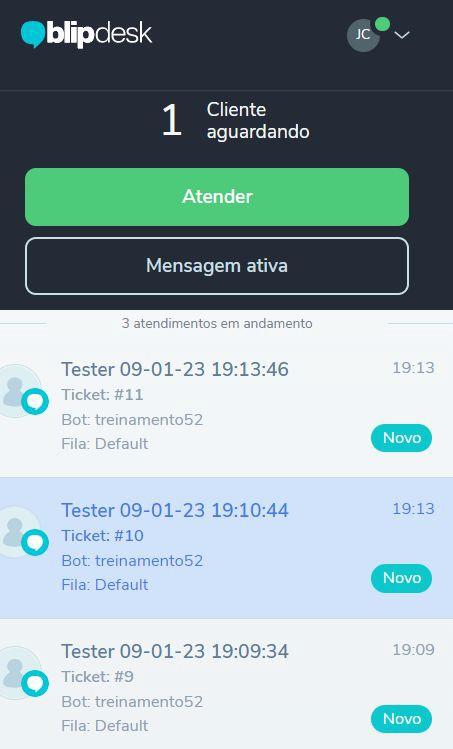 blipdesk
JC
1
Cliente
aguardando
Atender
Mensagem ativa
3 atendimentos em andamento
Tester 09-01-23 19:13:46
19:13
Ticket: #11
Bot: treinamento52
Fila: Default
Novo
Tester 09-01-23 19:10:44
19:13
Ticket: #10
Bot: treinamento52
Fila: Default
Novo
Tester 09-01-23 19:09:34
19:09
Ticket: #9
Bot: treinamento52
Fila: Default
Novo